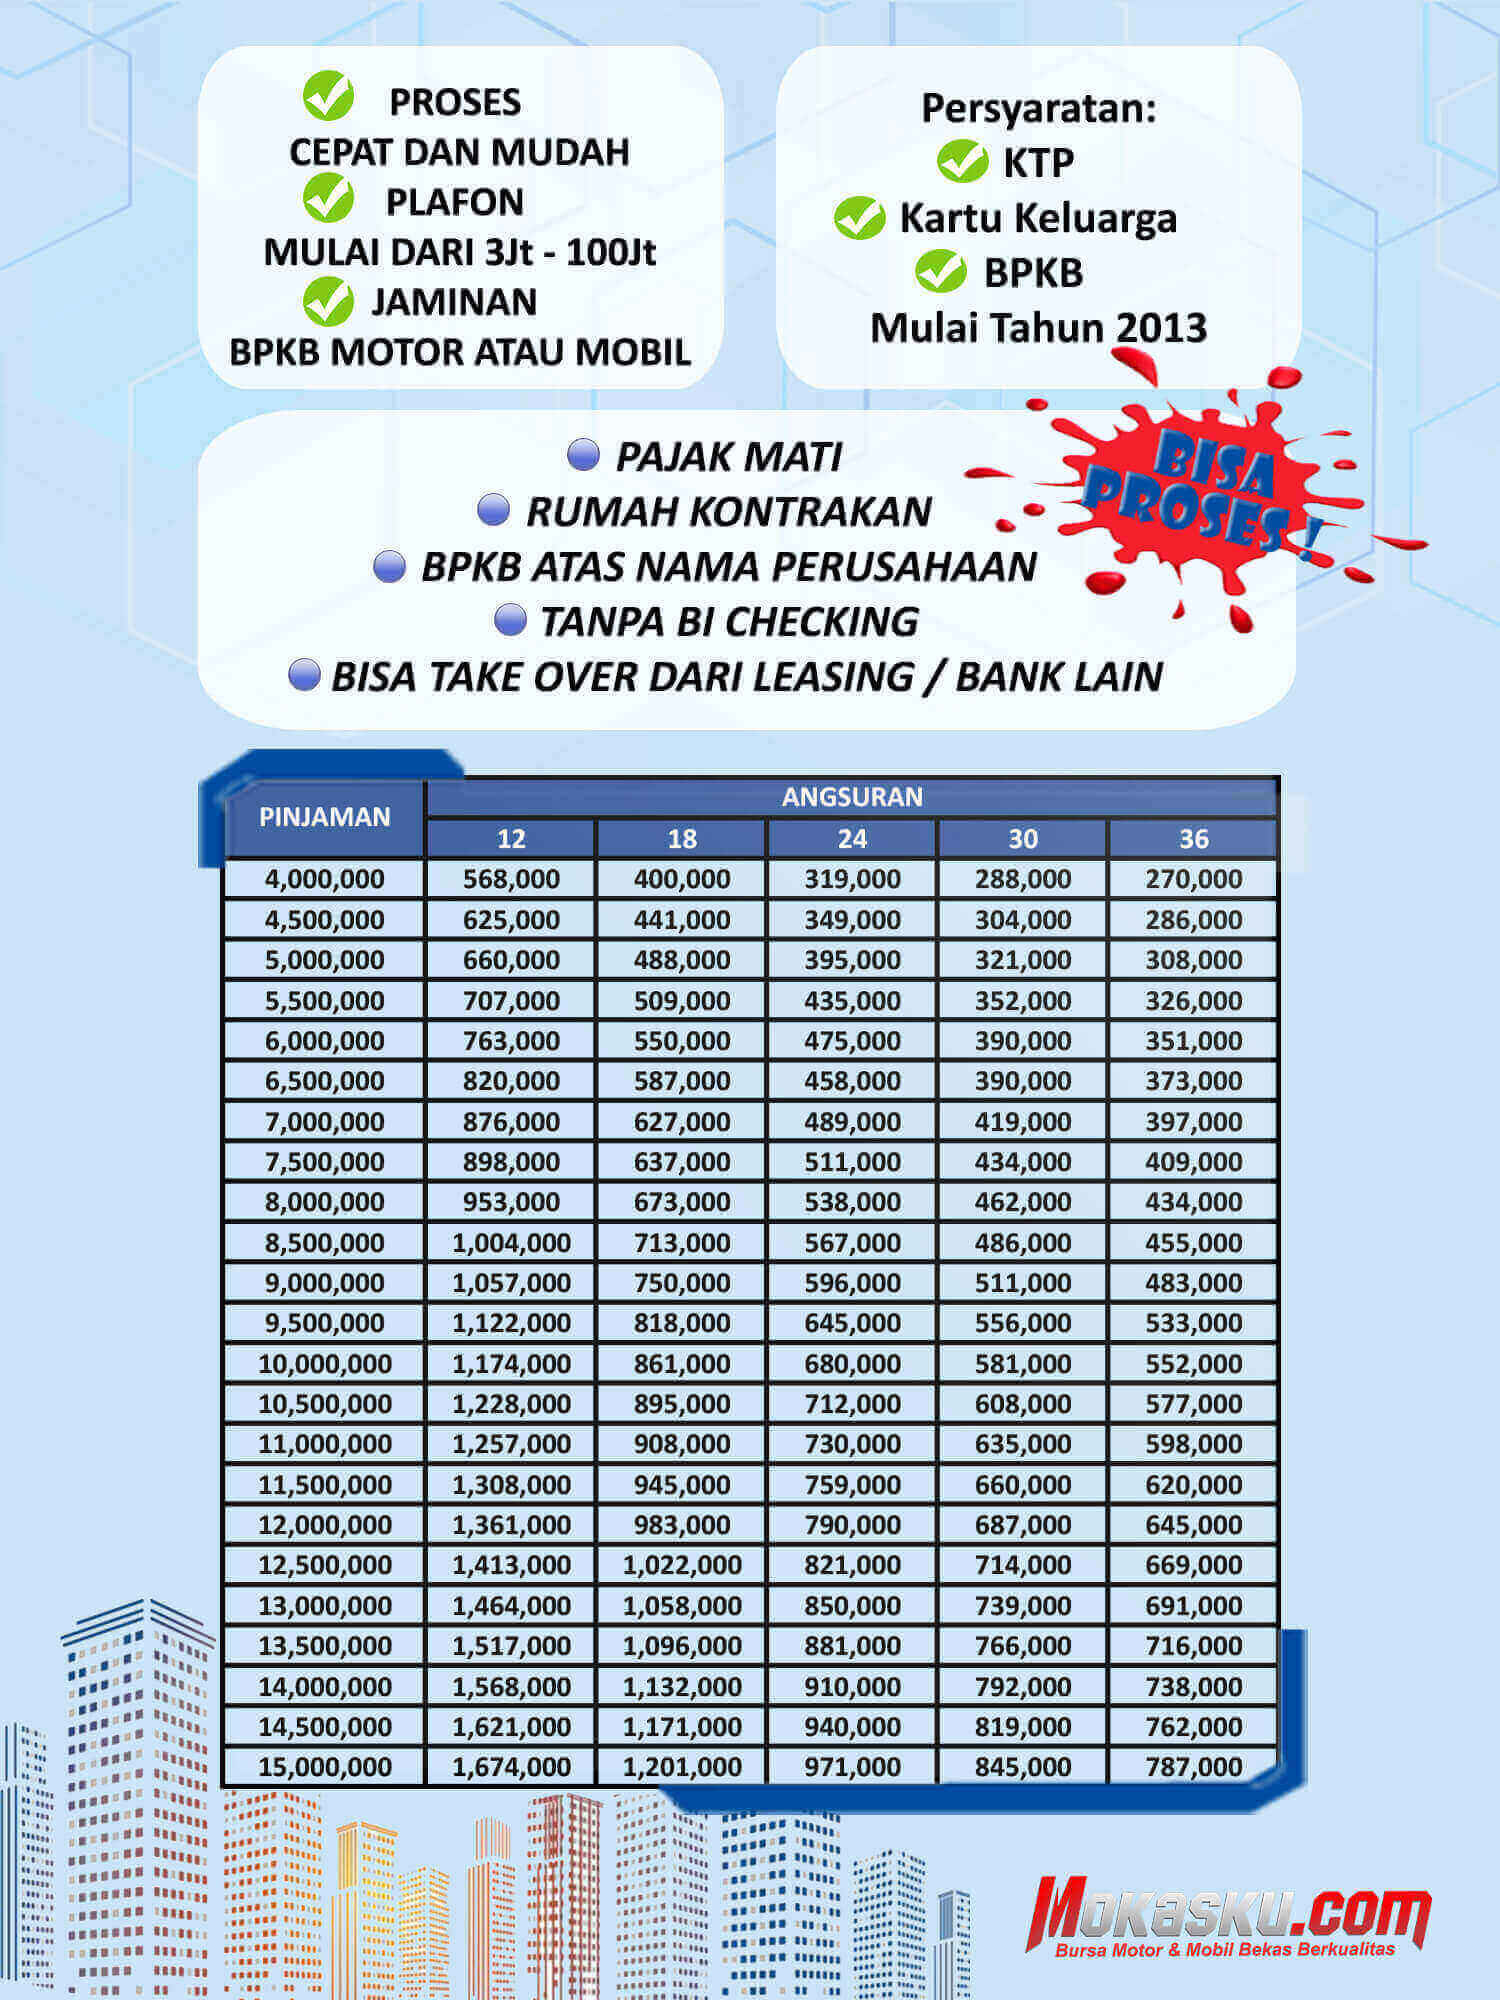 PROSES
CEPAT DAN MUDAH
PLAFON
MULAI DARI 3Jt - 100Jt
JAMINAN
BPKB MOTOR ATAU MOBIL
Persyaratan:
KTP
Kartu Keluarga
BPKB
Mulai Tahun 2013
BISA
PROSES !
PAJAK MATI
RUMAH KONTRAKAN
BPKB ATAS NAMA PERUSAHAAN
TANPA BI CHECKING
BISA TAKE OVER DARI LEASING / BANK LAIN
PINJAMAN ANGSURAN
12 18 24 30 36
4,000,000 568,000 400,000 319,000 288,000 270,000
4,500,000 625,000 441,000 349,000 304,000 286,000
5,000,000 660,000 488,000 395,000 321,000 308,000
5,500,000 707,000 509,000 435,000 352,000 326,000
6,000,000 763,000 550,000 475,000 390,000 351,000
6,500,000 820,000 587,000 458,000 390,000 373,000
7,000,000 876,000 627,000 489,000 419,000 397,000
7,500,000 898,000 637,000 511,000 434,000 409,000
8,000,000 953,000 673,000 538,000 462,000 434,000
8,500,000 1,004,000 713,000 567,000 486,000 455,000
9,000,000 1,057,000 750,000 596,000 511,000 483,000
9,500,000 1,122,000 818,000 645,000 556,000 533,000
10,000,000 1,174,000 861,000 680,000 581,000 552,000
10,500,000 1,228,000 895,000 712,000 608,000 577,000
11,000,000 1,257,000 908,000 730,000 635,000 598,000
11,500,000 1,308,000 945,000 759,000 660,000 620,000
12,000,000 1,361,000 983,000 790,000 687,000 645,000
12,500,000 1,413,000 1,022,000 821,000 714,000 669,000
13,000,000 1,464,000 1,058,000 850,000 739,000 691,000
13,500,000 1,517,000 1,096,000 881,000 766,000 716,000
14,000,000 1,568,000 1,132,000 910,000 792,000 738,000
14,500,000 1,621,000 1,171,000 940,000 819,000 762,000
15,000,000 1,674,000 1,201,000 971,000 845,000 787,000
Mokasku.com
Bursa Motor & Mobil Bekas Berkualitas